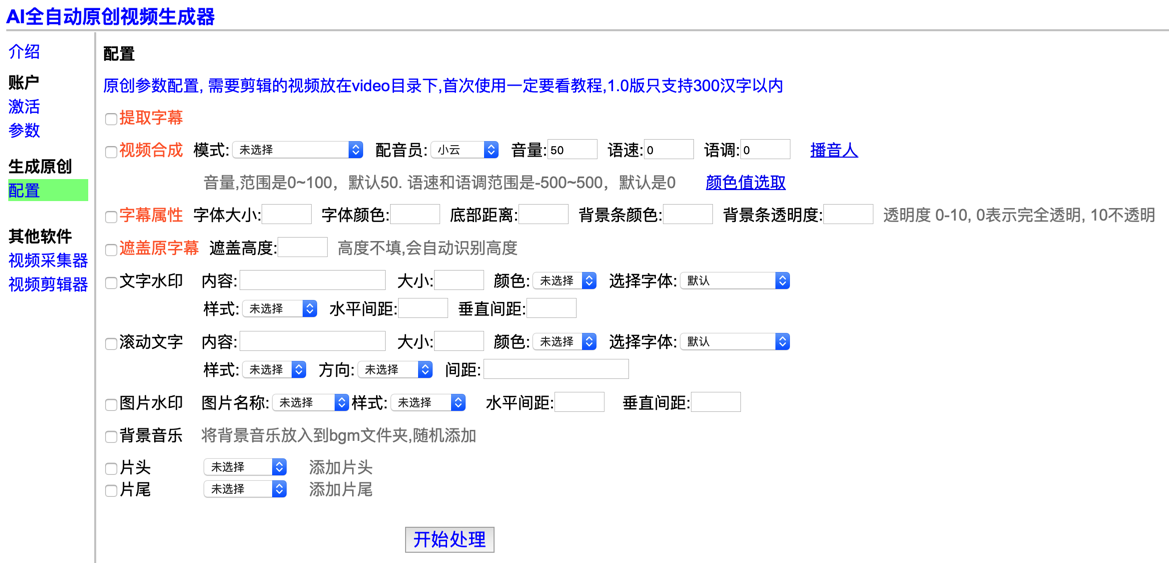 AI全自动原创视频生成器
介绍
账户
激活
参数
生成原创
配置
其他软件
视频采集器
视频剪辑器
配置
原创参数配置, 需要剪辑的视频放在video目录下,首次使用一定要看教程,1.0版只支持300汉字以内
提取字幕
视频合成 模式: 未选择 配音员: 小云 音量: 50 语速: 0 语调: 0 播音人
音量,范围是0~100，默认50. 语速和语调范围是-500~500，默认是0 颜色值选取
字幕属性 字体大小: 字体颜色: 底部距离: 背景条颜色: 背景条透明度: 透明度 0-10, 0表示完全透明, 10不透明
遮盖原字幕 遮盖高度: 高度不填,会自动识别高度
文字水印 内容: 大小: 颜色: 未选择 选择字体: 默认
样式: 未选择 水平间距: 垂直间距:
滚动文字 内容: 大小: 颜色: 未选择 选择字体: 默认
样式: 未选择 方向: 未选择 间距:
图片水印 图片名称: 未选择 样式: 未选择 水平间距: 垂直间距:
背景音乐 将背景音乐放入到bgm文件夹,随机添加
片头 未选择 添加片头
片尾 未选择 添加片尾
开始处理